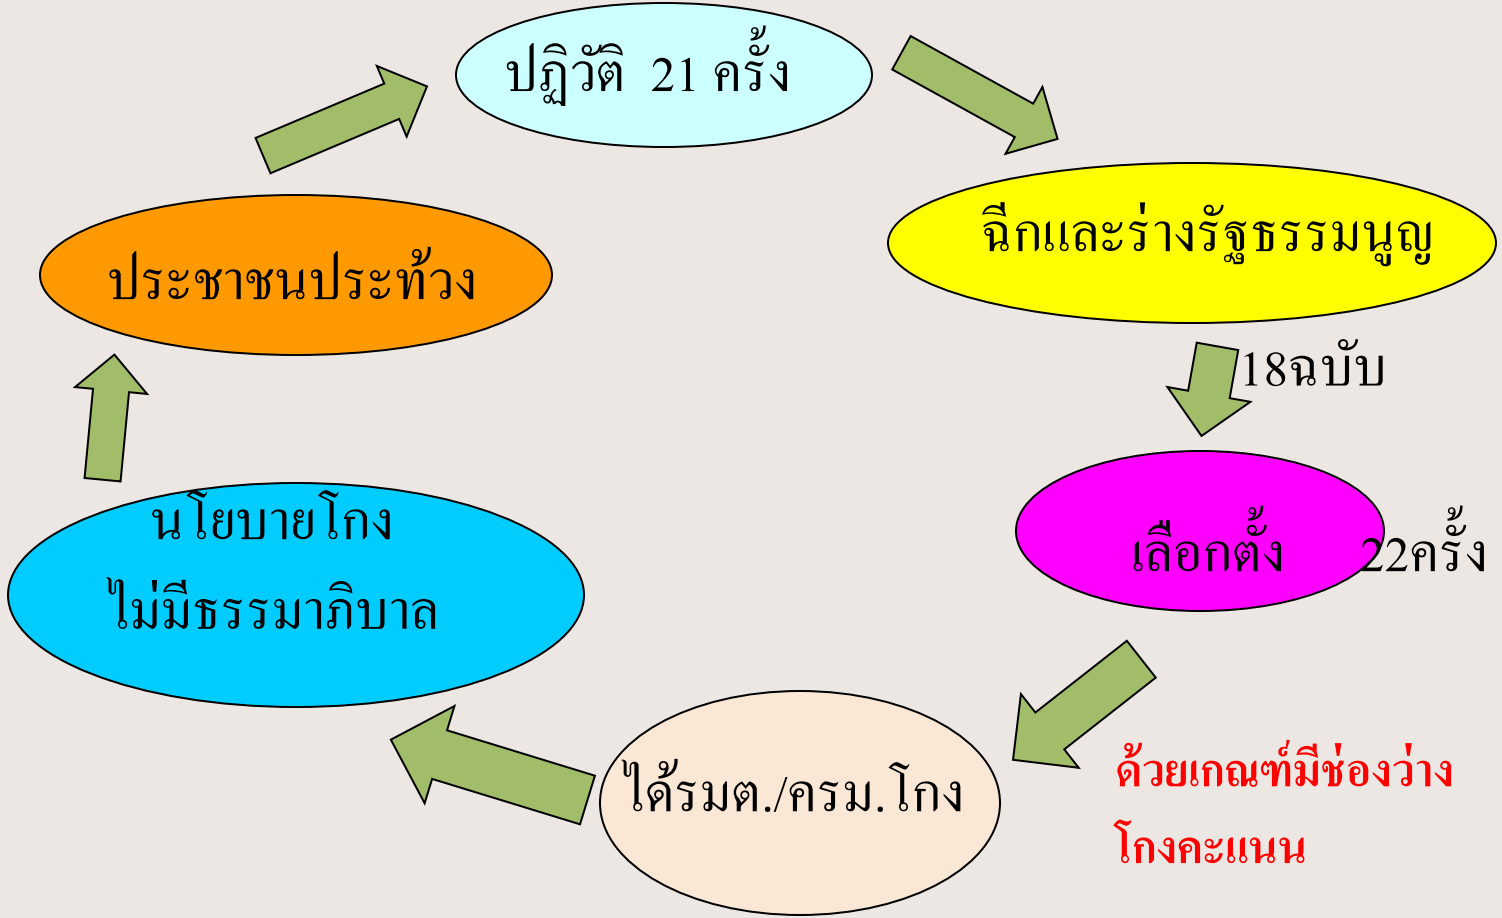 ปฏิวัติ 21 ครั้ง
ฉีกและร่างรัฐธรรมนูญ
18ฉบับ
เลือกตั้ง 22ครั้ง
ด้วยเกณฑ์มีช่องว่าง
โกงคะแนน
ได้รมต./ครม.โกง
นโยบายโกง
ไม่มีธรรมาภิบาล
ประชาชนประท้วง